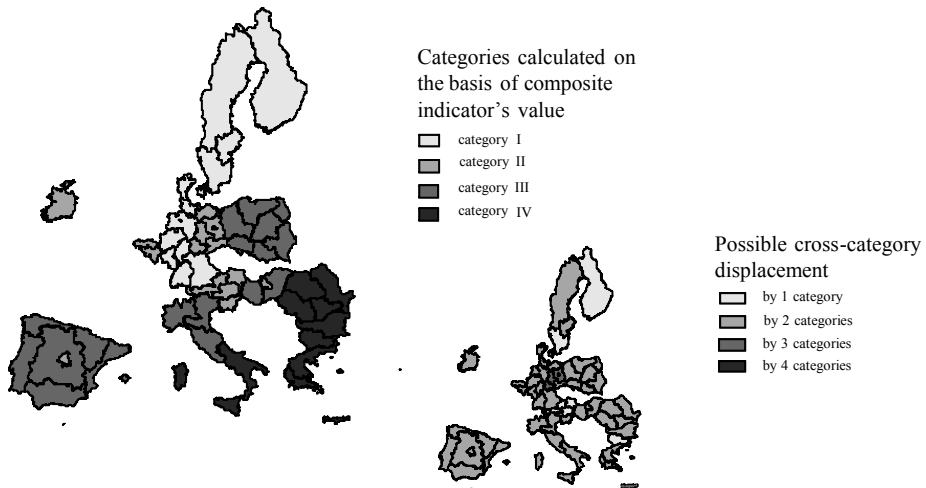 Categories calculated on
the basis of composite
indicator's value
category I
category II
category III
category IV
Possible cross-category
displacement
by 1 category
by 2 categories
by 3 categories
by 4 categories